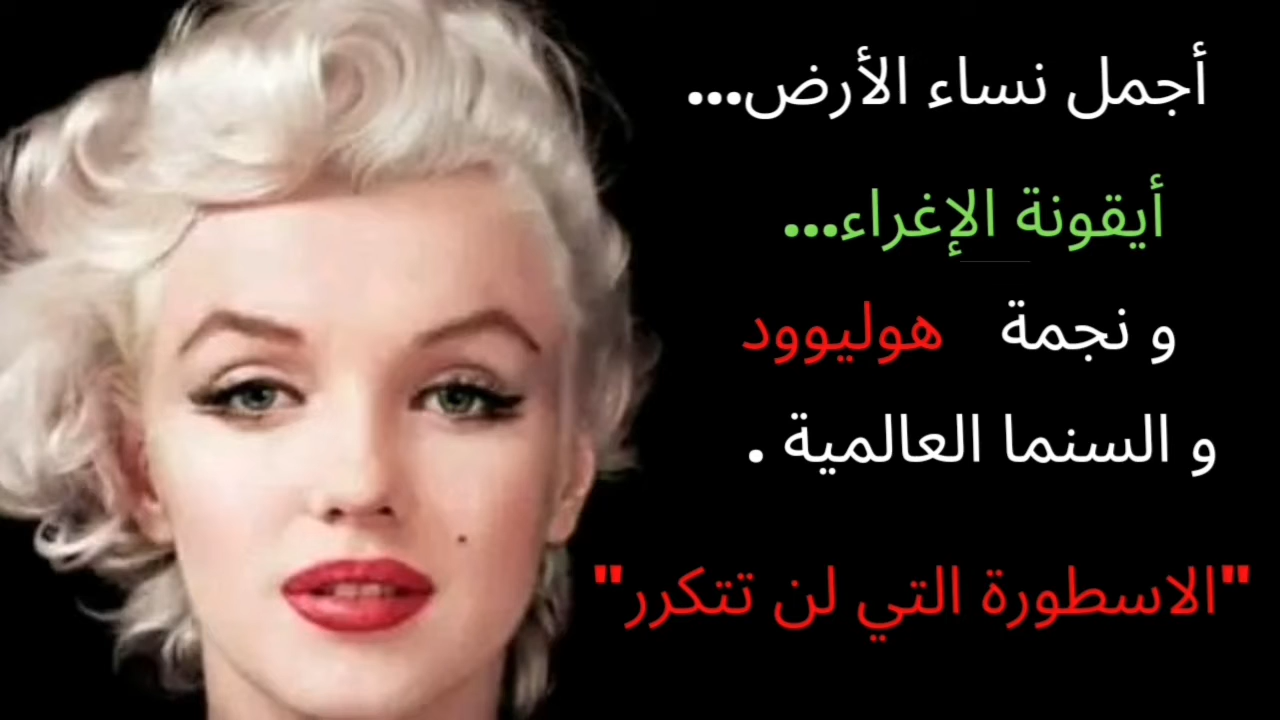 أجمل نساء الأرض...
أيقونة الإغراء...
و نجمة هوليوود
و السنما العالمية .
"الاسطورة التي لن تتكرر"